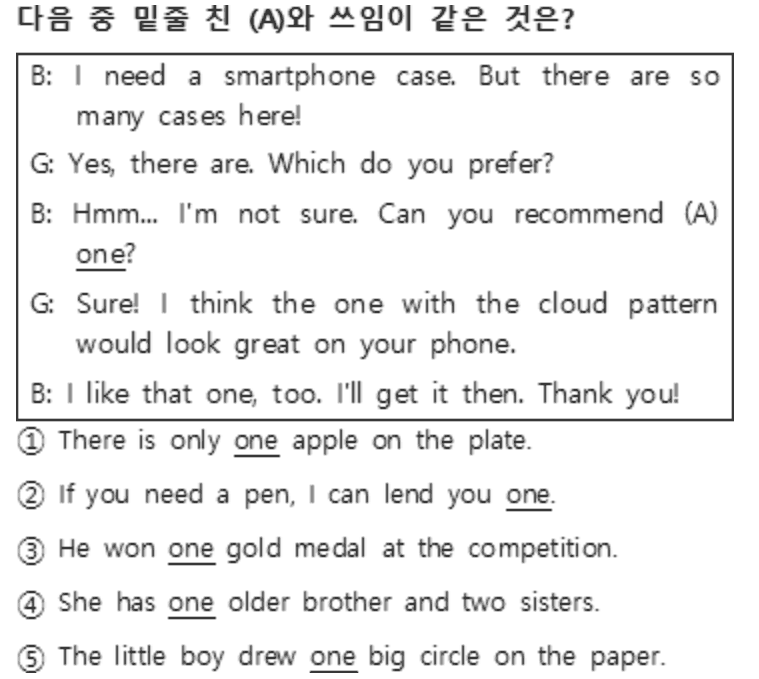 다음 중 밑줄 친 (A)와 쓰임이 같은 것은?
B: I need a smartphone case. But there are so
many cases here!
G: Yes, there are. Which do you prefer?
B: Hmm... I'm not sure. Can you recommend (A)
one?
G: Sure! I think the one with the cloud pattern
would look great on your phone.
B: I like that one, too. I'll get it then. Thank you!
① There is only one apple on the plate.
② If you need a pen, I can lend you one.
③ He won one gold medal at the competition.
④ She has one older brother and two sisters.
⑤ The little boy drew one big circle on the paper.